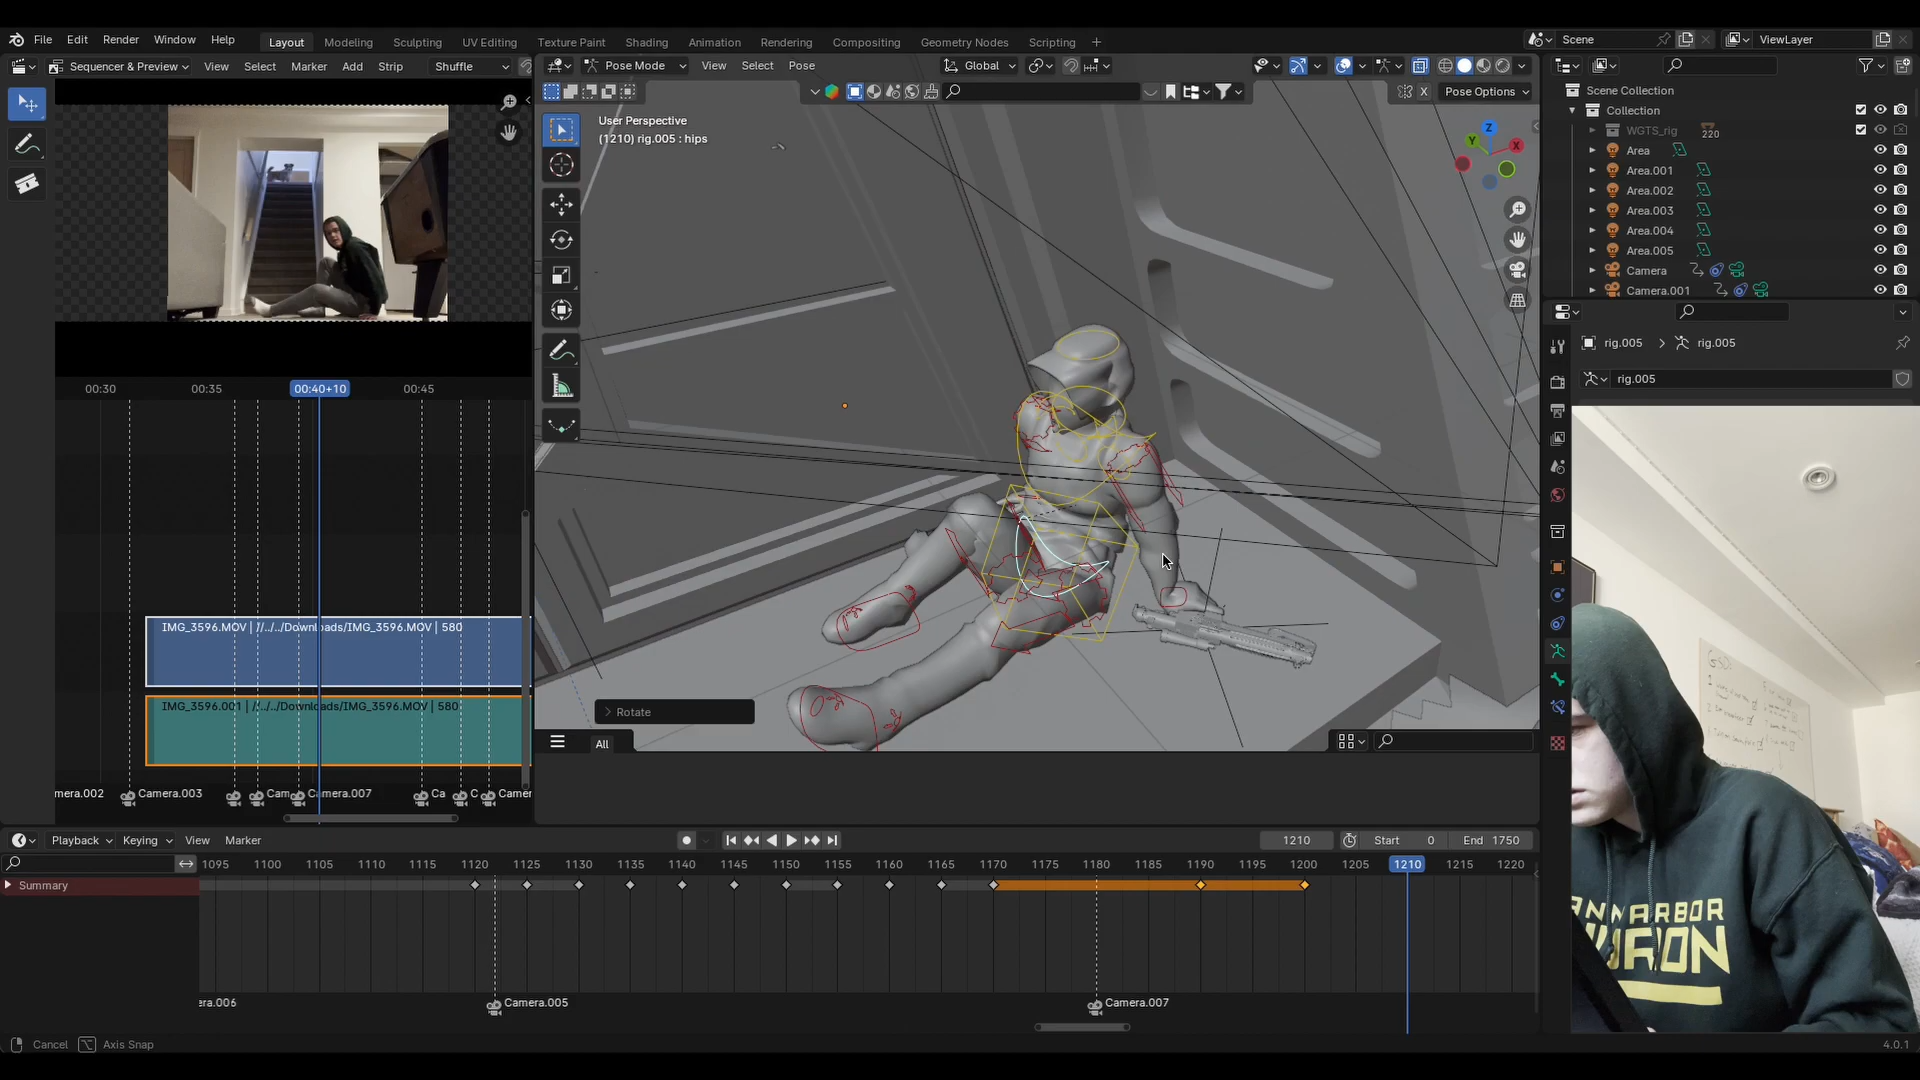 File Edit Render Window Help
Layout Modeling Sculpting UV Editing Texture Paint Shading Animation Rendering Compositing Geometry Nodes Scripting +
Scene
ViewLayer
Sequencer & Preview View Select Marker Add Strip Shuffle
Pose Mode View Select Pose
Global
X Pose Options
User Perspective
(1210) rig.005 : hips
Z
Y
X
Scene Collection
Collection
WGTS_rig 220
Area
Area.001
Area.002
Area.003
Area.004
Area.005
Camera
Camera.001
rig.005 > rig.005
rig.005
00:30 00:35 00:40+10 00:45
IMG_3596.MOV | //../../Downloads/IMG_3596.MOV | 580
IMG_3596.001 | //../../Downloads/IMG_3596.MOV | 580
mera.002 Camera.003 Cam Camera.007 Ca C Camer
> Rotate
All
Playback Keying View Marker
1210 Start 0 End 1750
1095 1100 1105 1110 1115 1120 1125 1130 1135 1140 1145 1150 1155 1160 1165 1170 1175 1180 1185 1190 1195 1200 1205 1210 1215 1220
Summary
era.006 Camera.005 Camera.007
Cancel Axis Snap
4.0.1
ANN ARBOR